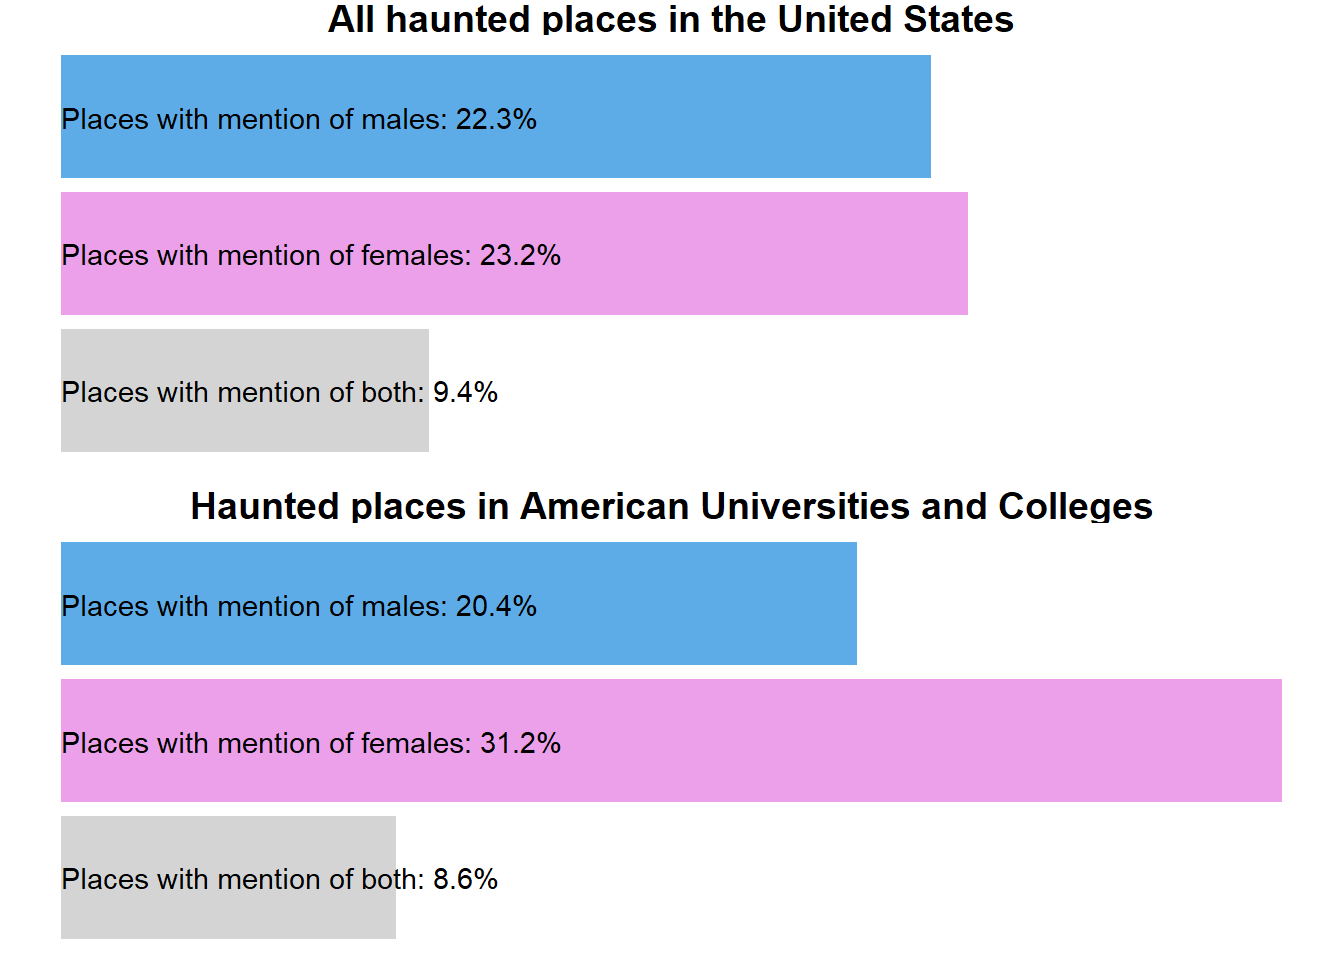 All haunted places in the United States
Places with mention of males: 22.3%
Places with mention of females: 23.2%
Places with mention of both: 9.4%
Haunted places in American Universities and Colleges
Places with mention of males: 20.4%
Places with mention of females: 31.2%
Places with mention of both: 8.6%